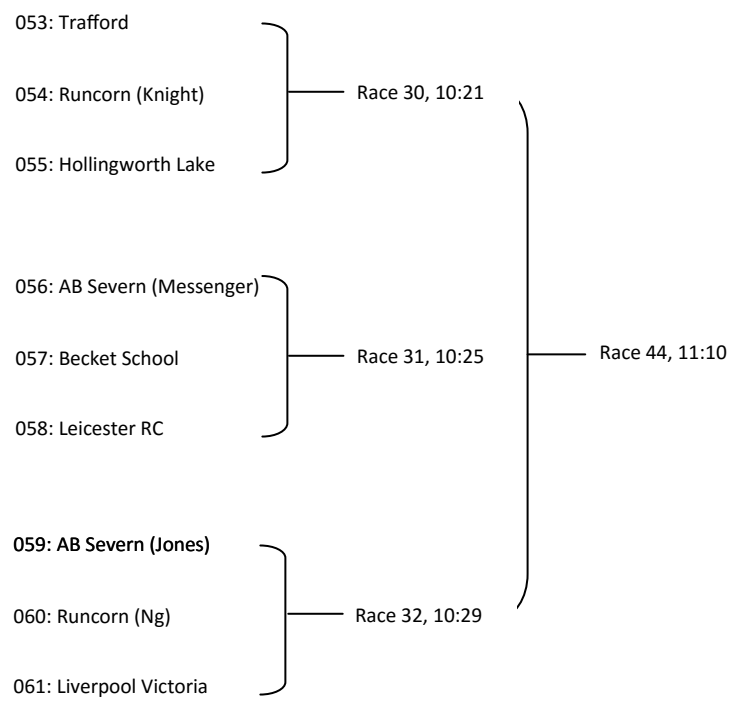 053: Trafford
054: Runcorn (Knight)
Race 30, 10:21
055: Hollingworth Lake
056: AB Severn (Messenger)
057: Becket School
Race 31, 10:25
Race 44, 11:10
058: Leicester RC
059: AB Severn (Jones)
060: Runcorn (Ng)
Race 32, 10:29
061: Liverpool Victoria